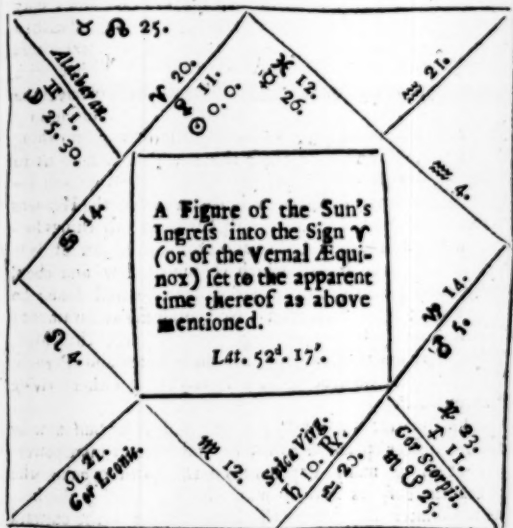 ♉ ☊ 25.
Aldebaran.
♊ 11.
☽ 25. 30.
♈ 20.
♀ 11.
☉ 0. 0.
☿ ♓ 12.
26.
♒ 21.
♒ 4.
♋ 14.
A Figure of the Sun's
Ingreſs into the Sign ♈
(or of the Vernal Æqui-
nox) ſet to the apparent
time thereof as above
mentioned.
Lat. 52ᵈ. 17'.
♑ 14.
♂ 5.
♌ 4.
♌ 21.
Cor Leonis.
♍ 12.
Spica Virg.
♄ 10. ℞.
♎ 23.
23.
♐ 11.
Cor Scorpii.
♏ ☋ 25.